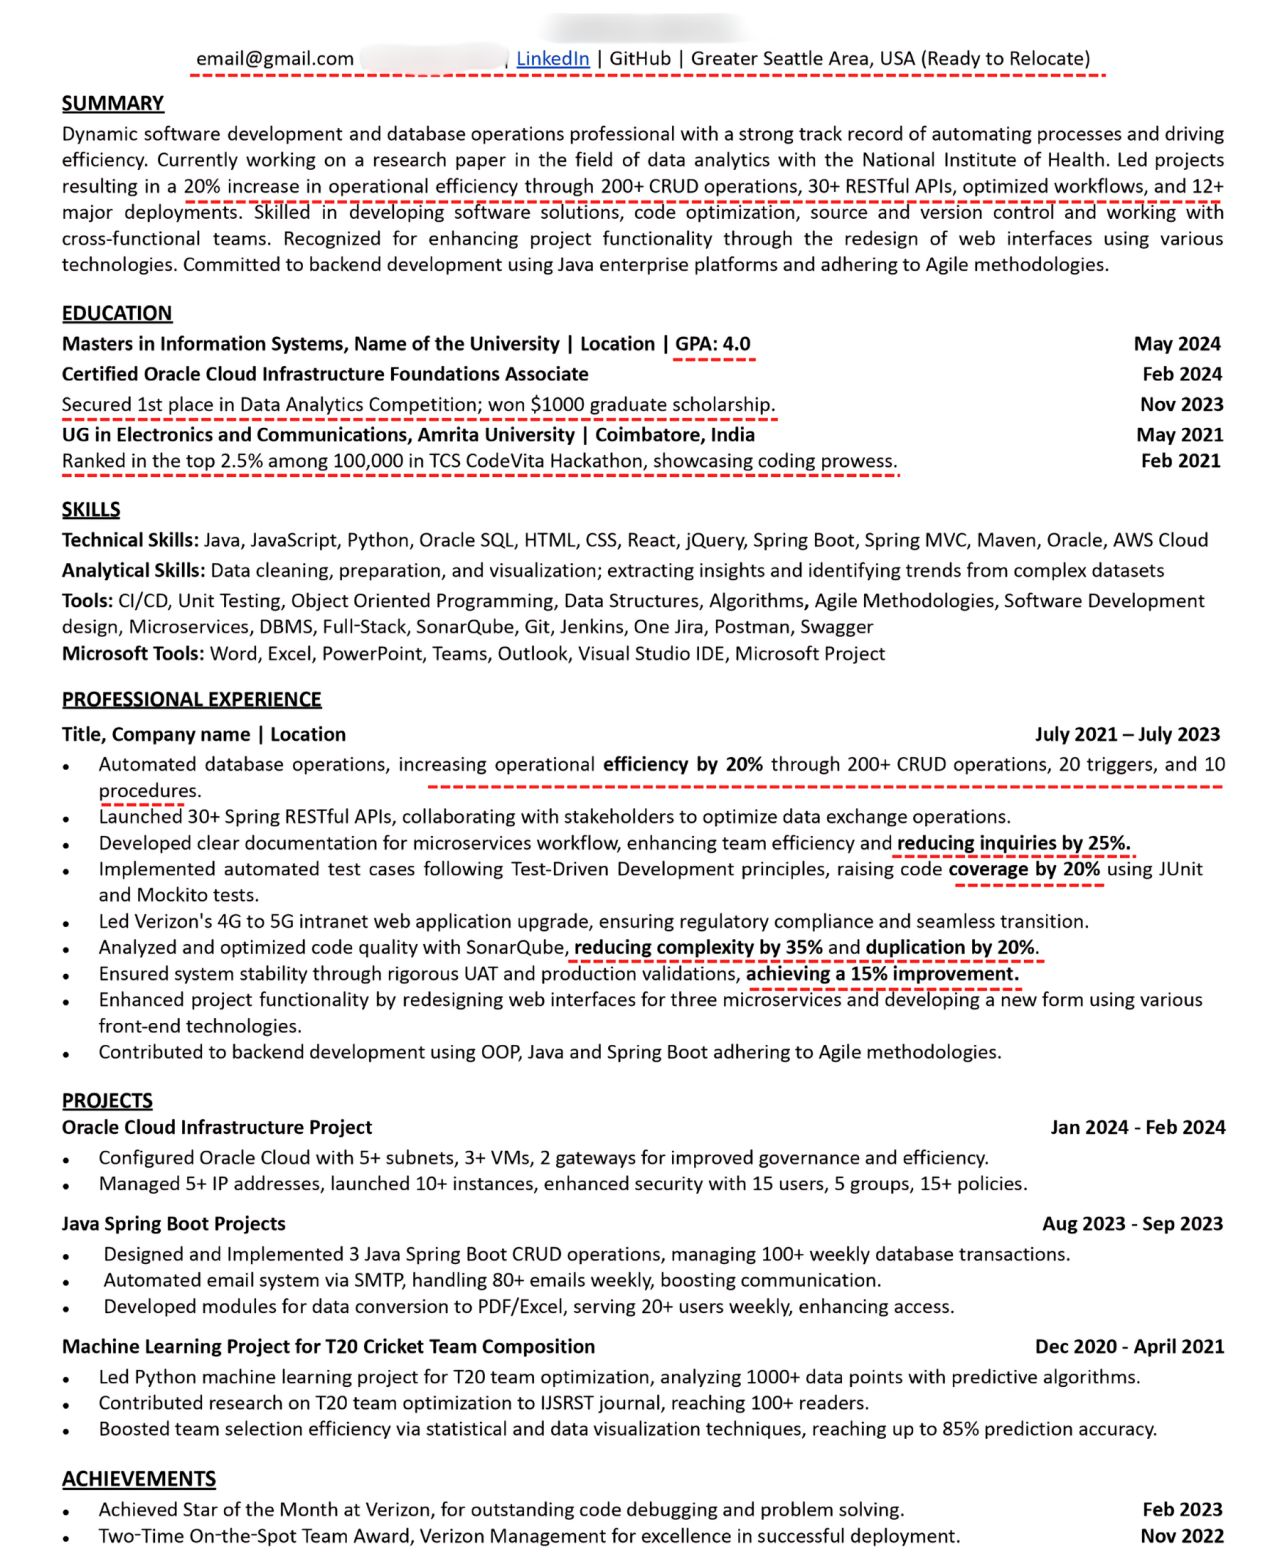 email@gmail.com | LinkedIn | GitHub | Greater Seattle Area, USA (Ready to Relocate)
SUMMARY
Dynamic software development and database operations professional with a strong track record of automating processes and driving
efficiency. Currently working on a research paper in the field of data analytics with the National Institute of Health. Led projects
resulting in a 20% increase in operational efficiency through 200+ CRUD operations, 30+ RESTful APIs, optimized workflows, and 12+
major deployments. Skilled in developing software solutions, code optimization, source and version control and working with
cross-functional teams. Recognized for enhancing project functionality through the redesign of web interfaces using various
technologies. Committed to backend development using Java enterprise platforms and adhering to Agile methodologies.
EDUCATION
Masters in Information Systems, Name of the University | Location | GPA: 4.0 May 2024
Certified Oracle Cloud Infrastructure Foundations Associate Feb 2024
Secured 1st place in Data Analytics Competition; won $1000 graduate scholarship. Nov 2023
UG in Electronics and Communications, Amrita University | Coimbatore, India May 2021
Ranked in the top 2.5% among 100,000 in TCS CodeVita Hackathon, showcasing coding prowess. Feb 2021
SKILLS
Technical Skills: Java, JavaScript, Python, Oracle SQL, HTML, CSS, React, jQuery, Spring Boot, Spring MVC, Maven, Oracle, AWS Cloud
Analytical Skills: Data cleaning, preparation, and visualization; extracting insights and identifying trends from complex datasets
Tools: CI/CD, Unit Testing, Object Oriented Programming, Data Structures, Algorithms, Agile Methodologies, Software Development
design, Microservices, DBMS, Full-Stack, SonarQube, Git, Jenkins, One Jira, Postman, Swagger
Microsoft Tools: Word, Excel, PowerPoint, Teams, Outlook, Visual Studio IDE, Microsoft Project
PROFESSIONAL EXPERIENCE
Title, Company name | Location July 2021 – July 2023
• Automated database operations, increasing operational efficiency by 20% through 200+ CRUD operations, 20 triggers, and 10
procedures.
• Launched 30+ Spring RESTful APIs, collaborating with stakeholders to optimize data exchange operations.
• Developed clear documentation for microservices workflow, enhancing team efficiency and reducing inquiries by 25%.
• Implemented automated test cases following Test-Driven Development principles, raising code coverage by 20% using JUnit
and Mockito tests.
• Led Verizon's 4G to 5G intranet web application upgrade, ensuring regulatory compliance and seamless transition.
• Analyzed and optimized code quality with SonarQube, reducing complexity by 35% and duplication by 20%.
• Ensured system stability through rigorous UAT and production validations, achieving a 15% improvement.
• Enhanced project functionality by redesigning web interfaces for three microservices and developing a new form using various
front-end technologies.
• Contributed to backend development using OOP, Java and Spring Boot adhering to Agile methodologies.
PROJECTS
Oracle Cloud Infrastructure Project Jan 2024 - Feb 2024
• Configured Oracle Cloud with 5+ subnets, 3+ VMs, 2 gateways for improved governance and efficiency.
• Managed 5+ IP addresses, launched 10+ instances, enhanced security with 15 users, 5 groups, 15+ policies.
Java Spring Boot Projects Aug 2023 - Sep 2023
• Designed and Implemented 3 Java Spring Boot CRUD operations, managing 100+ weekly database transactions.
• Automated email system via SMTP, handling 80+ emails weekly, boosting communication.
• Developed modules for data conversion to PDF/Excel, serving 20+ users weekly, enhancing access.
Machine Learning Project for T20 Cricket Team Composition Dec 2020 - April 2021
• Led Python machine learning project for T20 team optimization, analyzing 1000+ data points with predictive algorithms.
• Contributed research on T20 team optimization to IJSRST journal, reaching 100+ readers.
• Boosted team selection efficiency via statistical and data visualization techniques, reaching up to 85% prediction accuracy.
ACHIEVEMENTS
• Achieved Star of the Month at Verizon, for outstanding code debugging and problem solving. Feb 2023
• Two-Time On-the-Spot Team Award, Verizon Management for excellence in successful deployment. Nov 2022